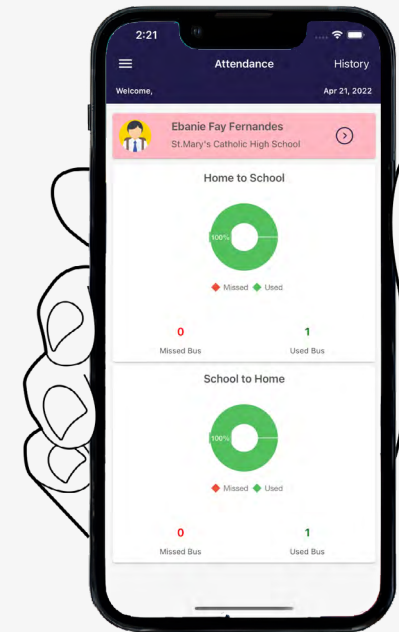 2:21
Attendance
History
Welcome,
Apr 21, 2022
Ebanie Fay Fernandes
St.Mary's Catholic High School
Home to School
100%
Missed Used
0 1
Missed Bus Used Bus
School to Home
100%
Missed Used
0 1
Missed Bus Used Bus